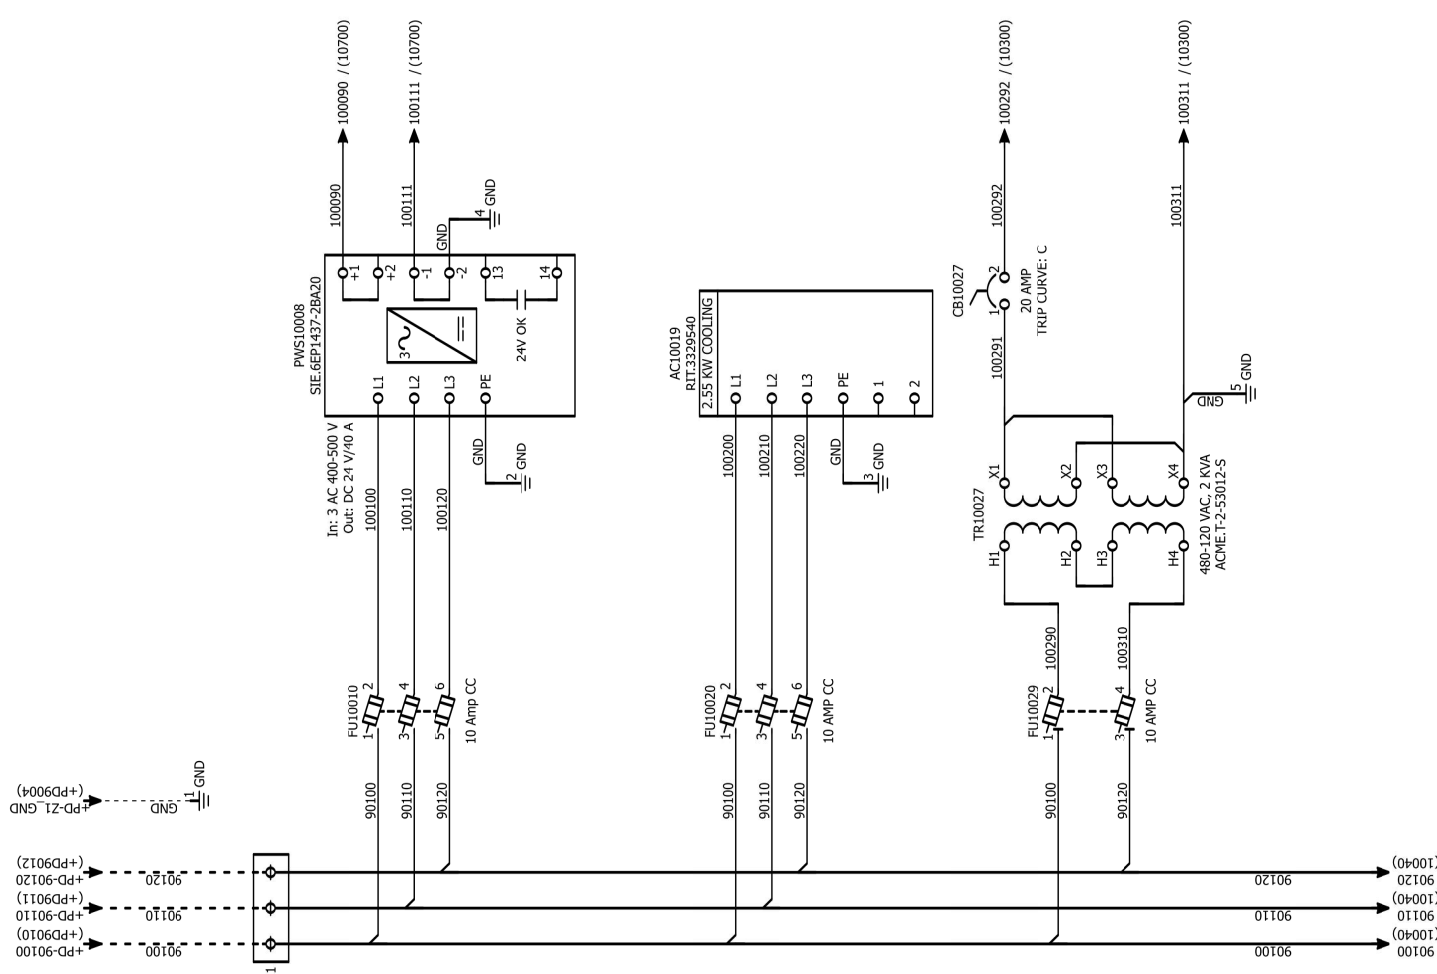 100090 / (10700)
100111 / (10700)
100292 / (10300)
100311 / (10300)
100090
100111
100292
100311
GND
4
GND
PWS10008
SIE.6EP1437-2BA20
+1
+2
-1
-2
13
14
3
24V OK
L1
L2
L3
PE
In: 3 AC 400-500 V
Out: DC 24 V/40 A
GND
2
GND
100100
100110
100120
AC10019
RIT.3329540
2.55 KW COOLING
L1
L2
L3
PE
1
2
100200
100210
100220
GND
3
GND
CB10027
1
2
20 AMP
TRIP CURVE: C
100291
GND
5
GND
TR10027
X1
X2
X3
X4
H1
H2
H3
H4
480-120 VAC, 2 KVA
ACME.T-2-53012-S
100290
100310
FU10010
1
2
3
4
5
6
10 Amp CC
FU10020
1
2
3
4
5
6
10 AMP CC
FU10029
1
2
3
4
10 AMP CC
90100
90110
90120
90100
90110
90120
90100
90120
+PD-Z1_GND
(+PD9004)
GND
1
GND
+PD-90120
(+PD9012)
90120
+PD-90110
(+PD9011)
90110
+PD-90100
(+PD9010)
90100
1
90120
90110
90100
90120
(10040)
90110
(10040)
90100
(10040)